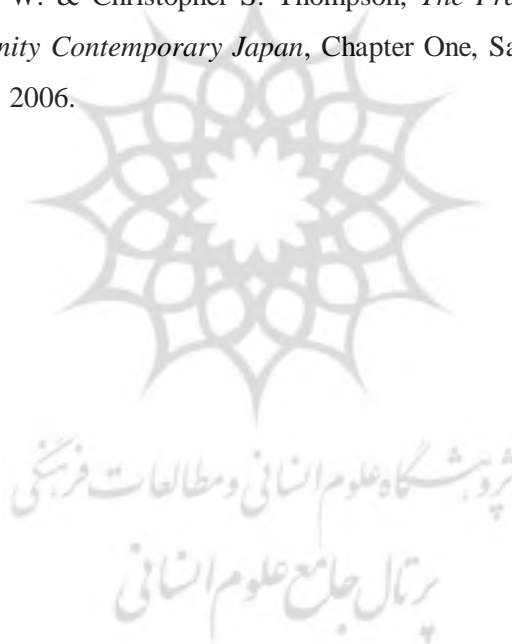 W. & Christopher S. Thompson, The Pru
nity Contemporary Japan, Chapter One, Sa
2006.
پژوهشگاه علوم انسانی و مطالعات فرهنگی
پرتال جامع علوم انسانی